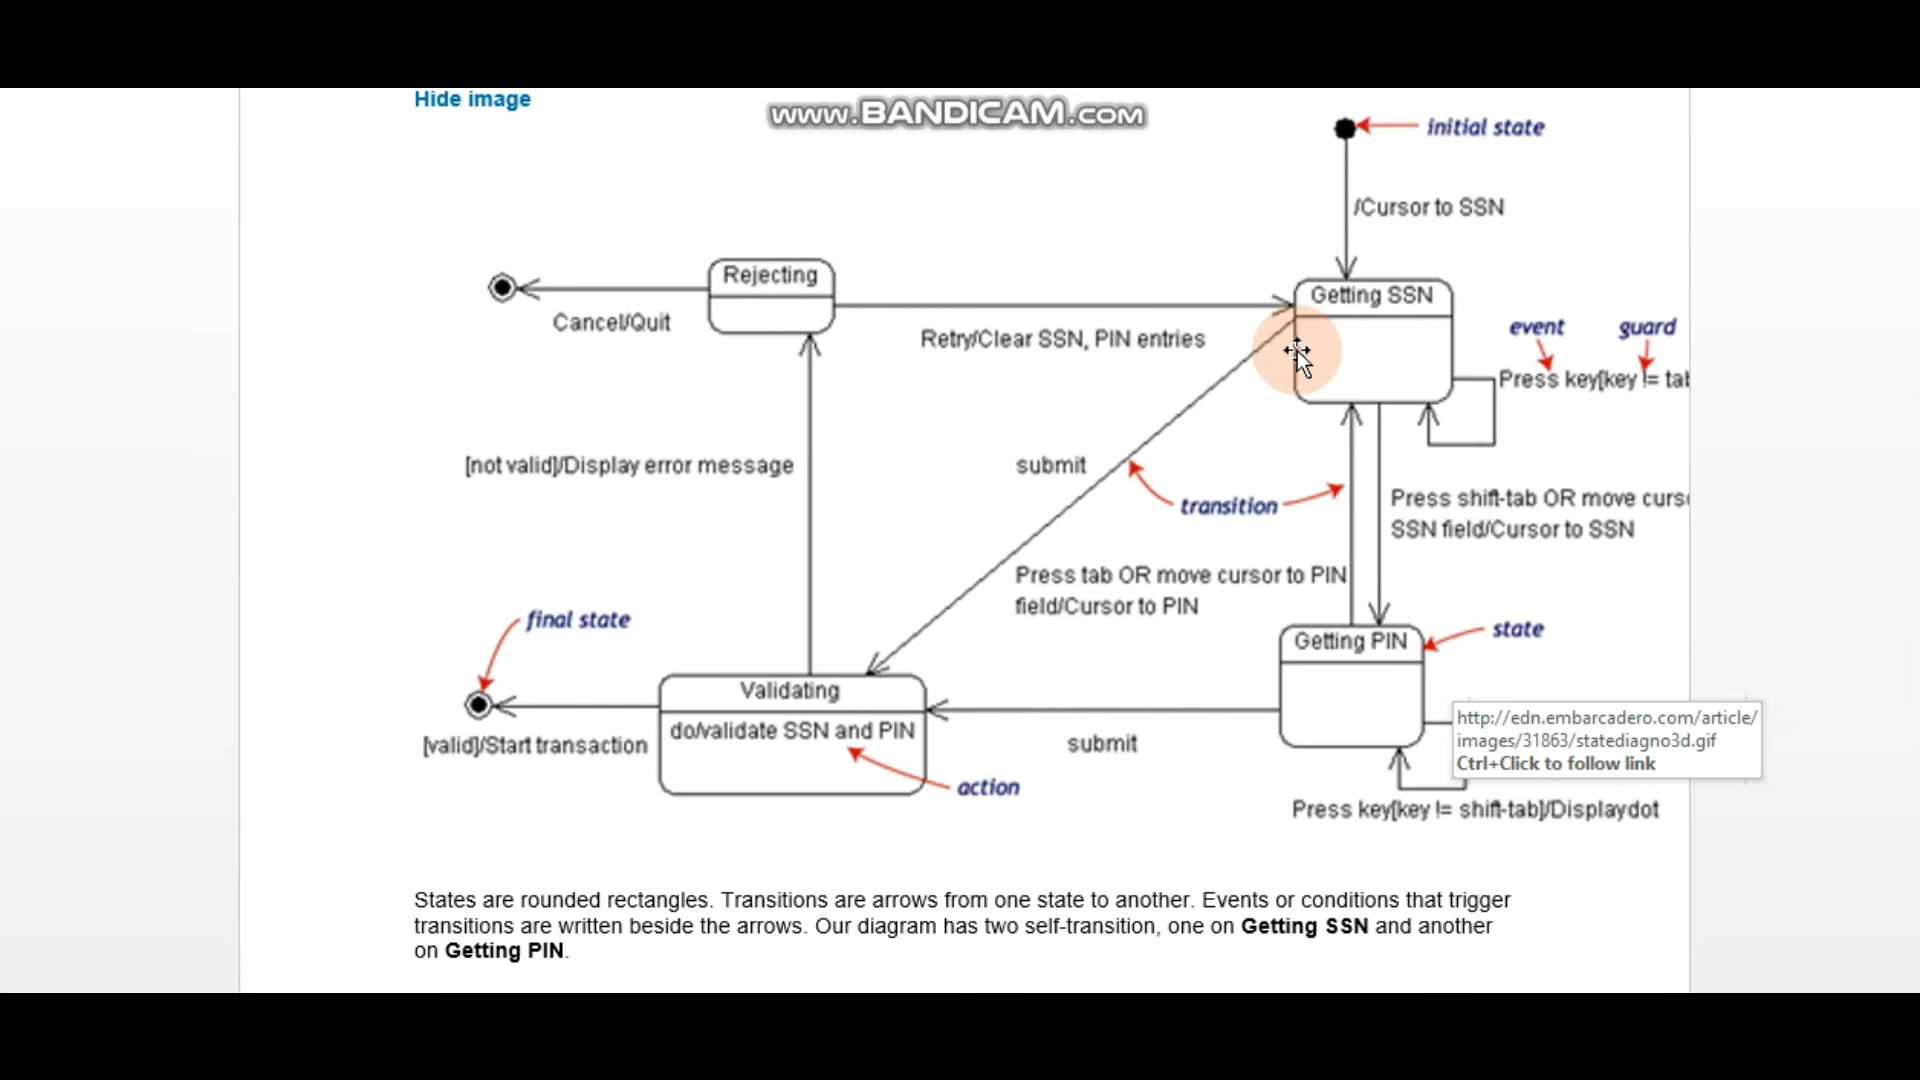 Hide image
www.BANDICAM.com
initial state
/Cursor to SSN
Rejecting
Getting SSN
Cancel/Quit
Retry/Clear SSN, PIN entries
event
guard
Press key[key != tab
[not valid]/Display error message
submit
transition
Press shift-tab OR move curso
SSN field/Cursor to SSN
Press tab OR move cursor to PIN
field/Cursor to PIN
final state
Getting PIN
state
Validating
do/validate SSN and PIN
[valid]/Start transaction
submit
action
http://edn.embarcadero.com/article/
images/31863/statediagno3d.gif
Ctrl+Click to follow link
Press key[key != shift-tab]/Displaydot
States are rounded rectangles. Transitions are arrows from one state to another. Events or conditions that trigger
transitions are written beside the arrows. Our diagram has two self-transition, one on Getting SSN and another
on Getting PIN.